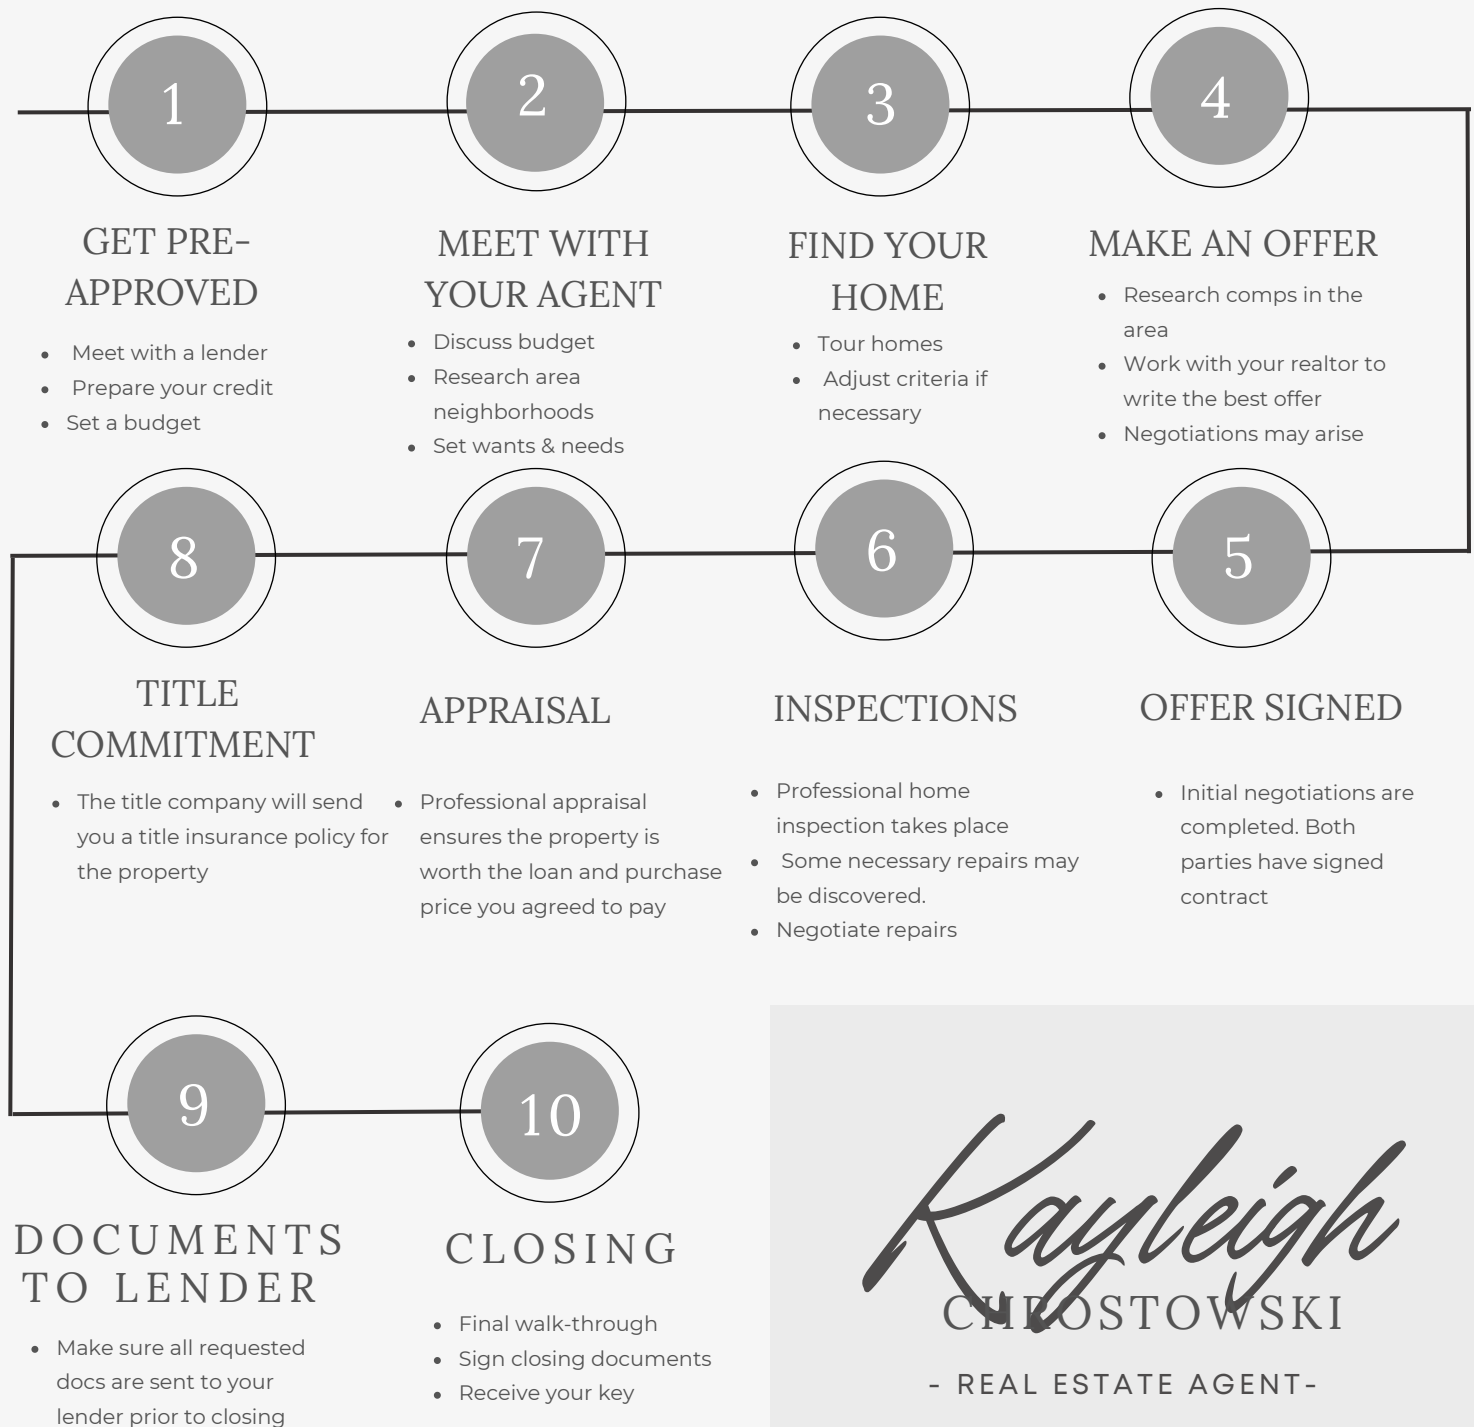 1
GET PRE-
APPROVED
• Meet with a lender
• Prepare your credit
• Set a budget
2
MEET WITH
YOUR AGENT
• Discuss budget
• Research area
neighborhoods
• Set wants & needs
3
FIND YOUR
HOME
• Tour homes
• Adjust criteria if
necessary
4
MAKE AN OFFER
• Research comps in the
area
• Work with your realtor to
write the best offer
• Negotiations may arise
5
OFFER SIGNED
• Initial negotiations are
completed. Both
parties have signed
contract
6
INSPECTIONS
• Professional home
inspection takes place
• Some necessary repairs may
be discovered.
• Negotiate repairs
7
APPRAISAL
• Professional appraisal
ensures the property is
worth the loan and purchase
price you agreed to pay
8
TITLE
COMMITMENT
• The title company will send
you a title insurance policy for
the property
9
DOCUMENTS
TO LENDER
• Make sure all requested
docs are sent to your
lender prior to closing
10
CLOSING
• Final walk-through
• Sign closing documents
• Receive your key
Kayleigh
CHROSTOWSKI
- REAL ESTATE AGENT-